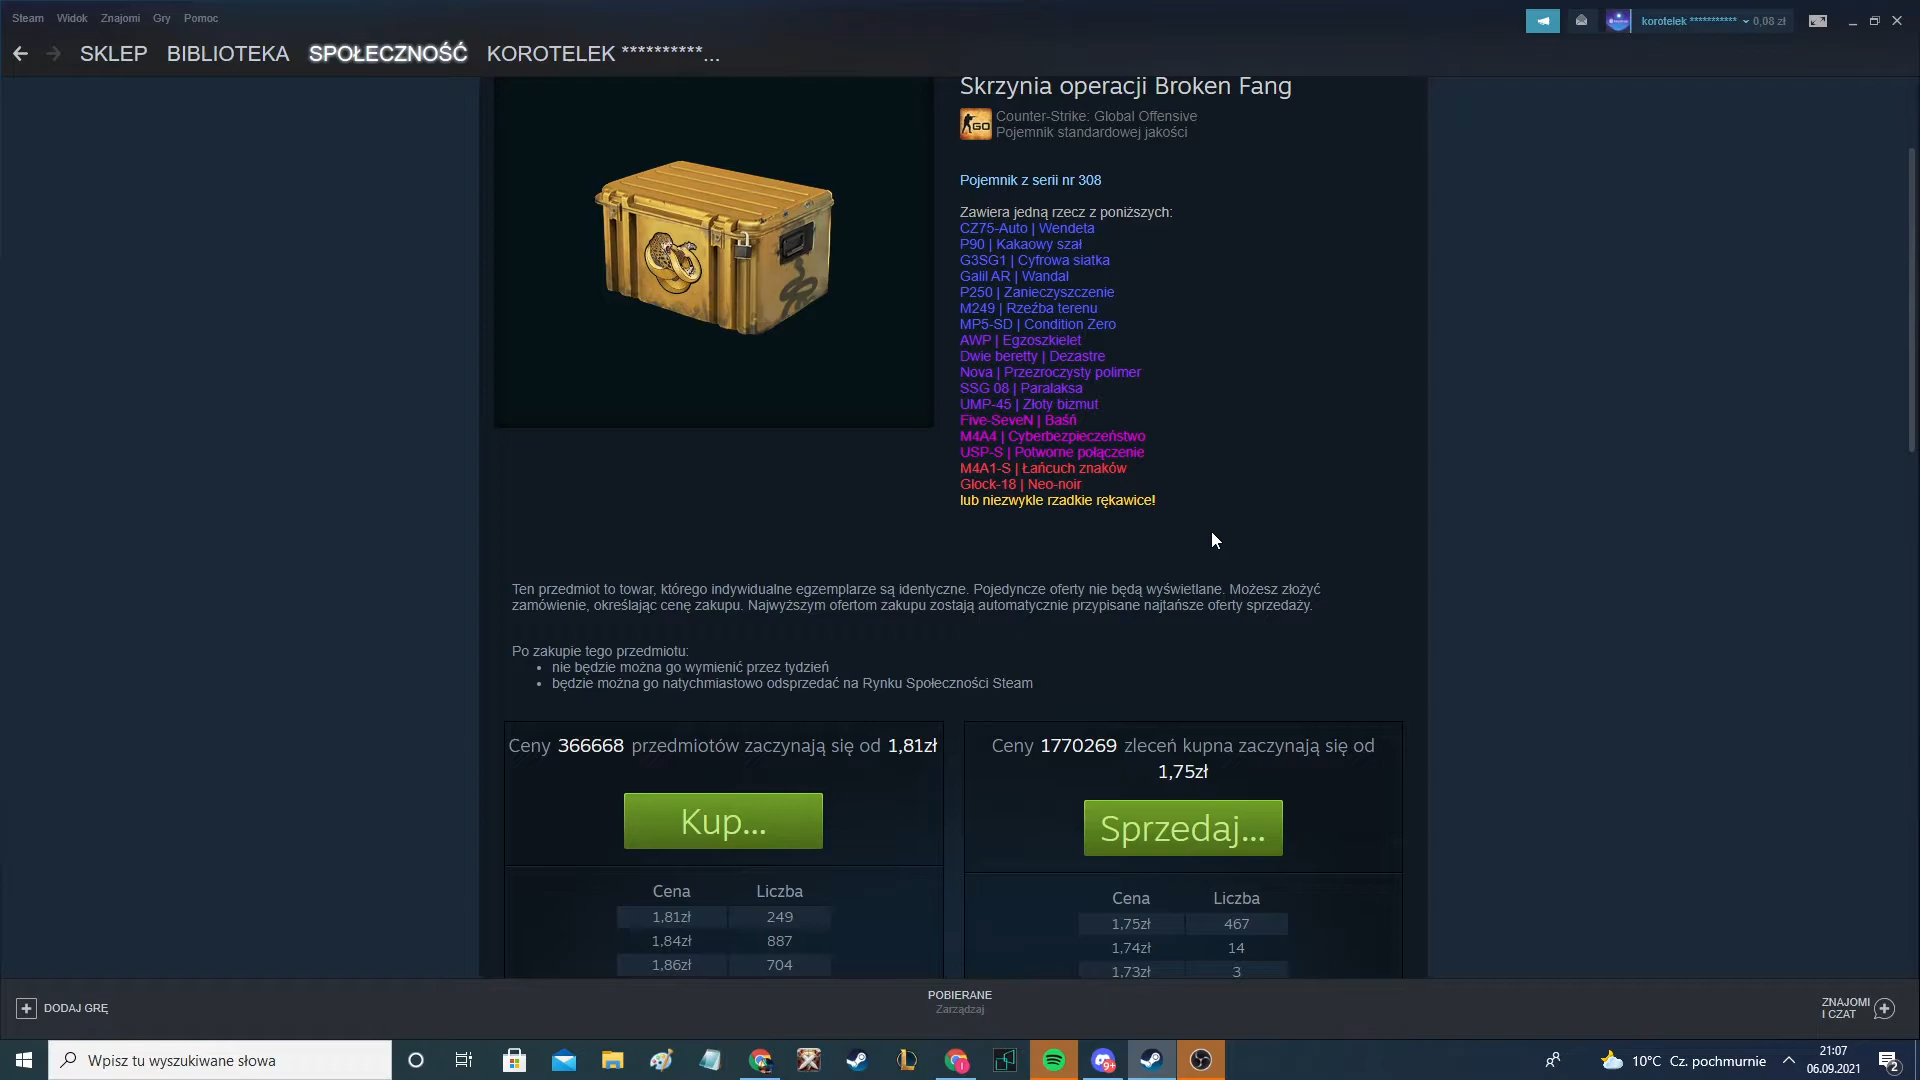 Steam Widok Znajomi Gry Pomoc
korotelek *********** 0,08 zł
SKLEP BIBLIOTEKA SPOŁECZNOŚĆ KOROTELEK **********...
Skrzynia operacji Broken Fang
GO
Counter-Strike: Global Offensive
Pojemnik standardowej jakości
Pojemnik z serii nr 308
Zawiera jedną rzecz z poniższych:
CZ75-Auto | Wendeta
P90 | Kakaowy szał
G3SG1 | Cyfrowa siatka
Galil AR | Wandal
P250 | Zanieczyszczenie
M249 | Rzeźba terenu
MP5-SD | Condition Zero
AWP | Egzoszkielet
Dwie beretty | Dezastre
Nova | Przezroczysty polimer
SSG 08 | Paralaksa
UMP-45 | Złoty bizmut
Five-SeveN | Baśń
M4A4 | Cyberbezpieczeństwo
USP-S | Potworne połączenie
M4A1-S | Łańcuch znaków
Glock-18 | Neo-noir
lub niezwykle rzadkie rękawice!
Ten przedmiot to towar, którego indywidualne egzemplarze są identyczne. Pojedyncze oferty nie będą wyświetlane. Możesz złożyć
zamówienie, określając cenę zakupu. Najwyższym ofertom zakupu zostają automatycznie przypisane najtańsze oferty sprzedaży.
Po zakupie tego przedmiotu:
• nie będzie można go wymienić przez tydzień
• będzie można go natychmiastowo odsprzedać na Rynku Społeczności Steam
Ceny 366668 przedmiotów zaczynają się od 1,81zł
Kup...
Cena Liczba
1,81zł 249
1,84zł 887
1,86zł 704
Ceny 1770269 zleceń kupna zaczynają się od
1,75zł
Sprzedaj...
Cena Liczba
1,75zł 467
1,74zł 14
1,73zł 3
DODAJ GRĘ
POBIERANE
Zarządzaj
ZNAJOMI
I CZAT
Wpisz tu wyszukiwane słowa
9+
10°C Cz. pochmurnie
21:07
06.09.2021
2